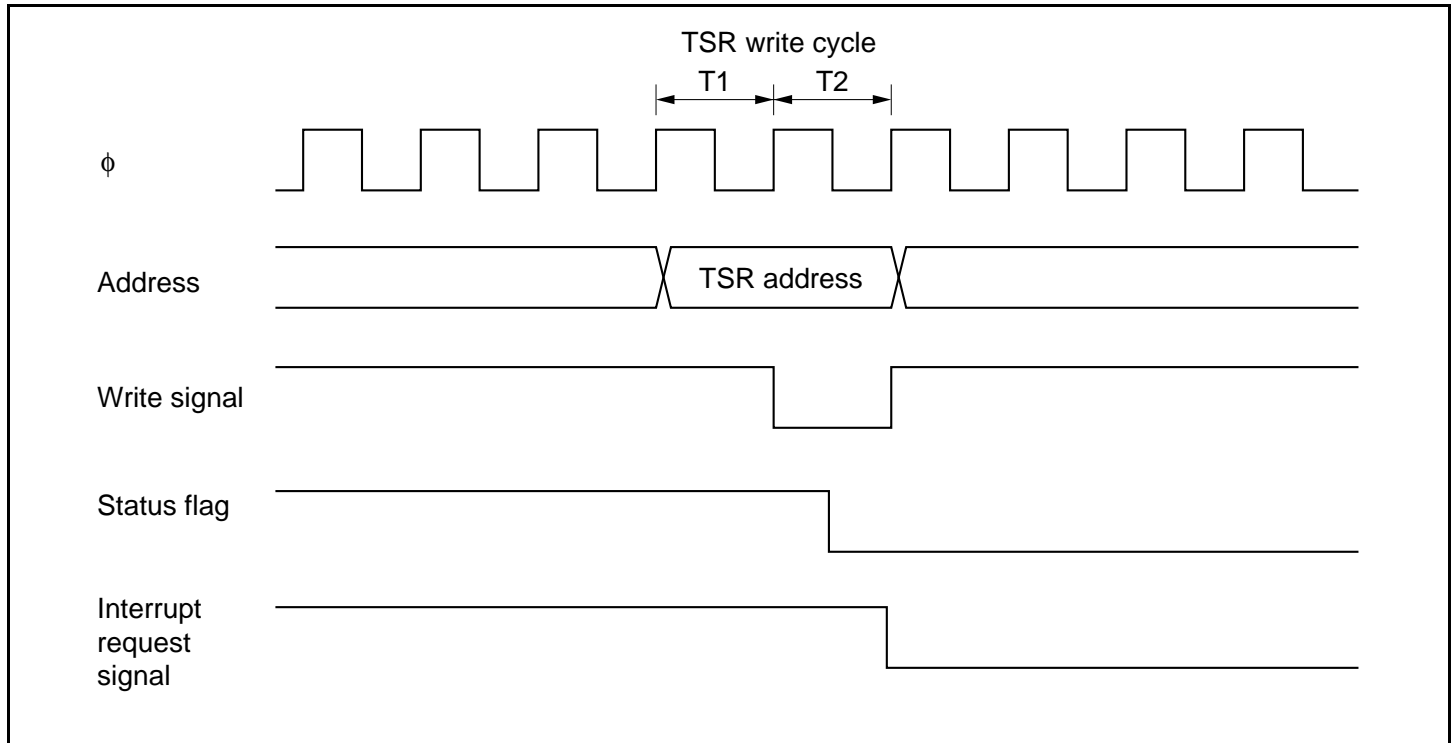 TSR write cycle
T1 T2
ϕ
Address
TSR address
Write signal
Status flag
Interrupt
request
signal